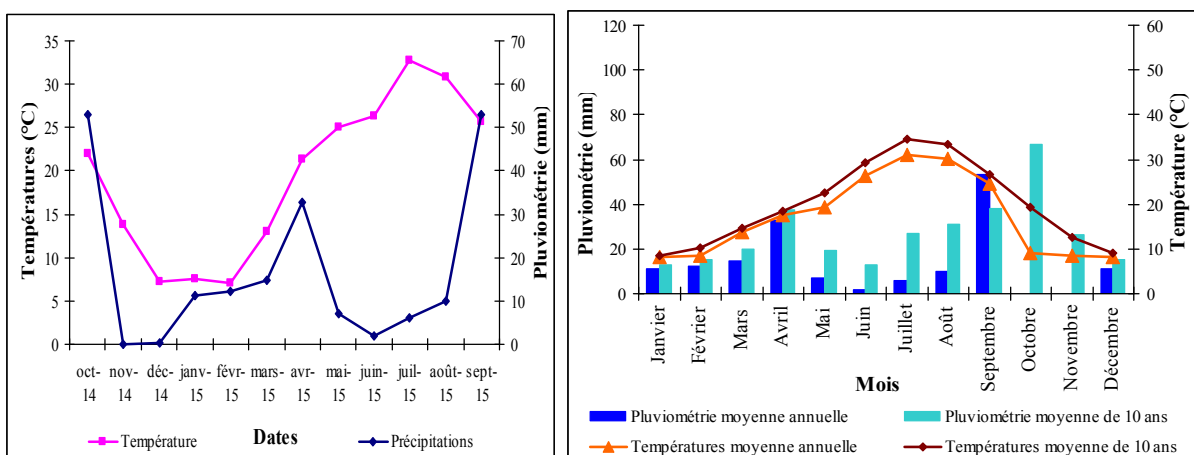 Températures (°C)
35
30
25
20
15
10
5
0
70
60
50
40
30
20
10
0
Pluviométrie (mm)
oct-14
nov-14
déc-14
janv-15
févr-15
mars-15
avr-15
mai-15
juin-15
juil-15
août-15
sept-15
Dates
Température
Précipitations
Pluviométrie (mm)
120
100
80
60
40
20
0
60
50
40
30
20
10
0
Température (°C)
Janvier
Février
Mars
Avril
Mai
Juin
Juillet
Août
Septembre
Octobre
Novembre
Décembre
Mois
Pluviométrie moyenne annuelle
Pluviométrie moyenne de 10 ans
Températures moyenne annuelle
Températures moyenne de 10 ans